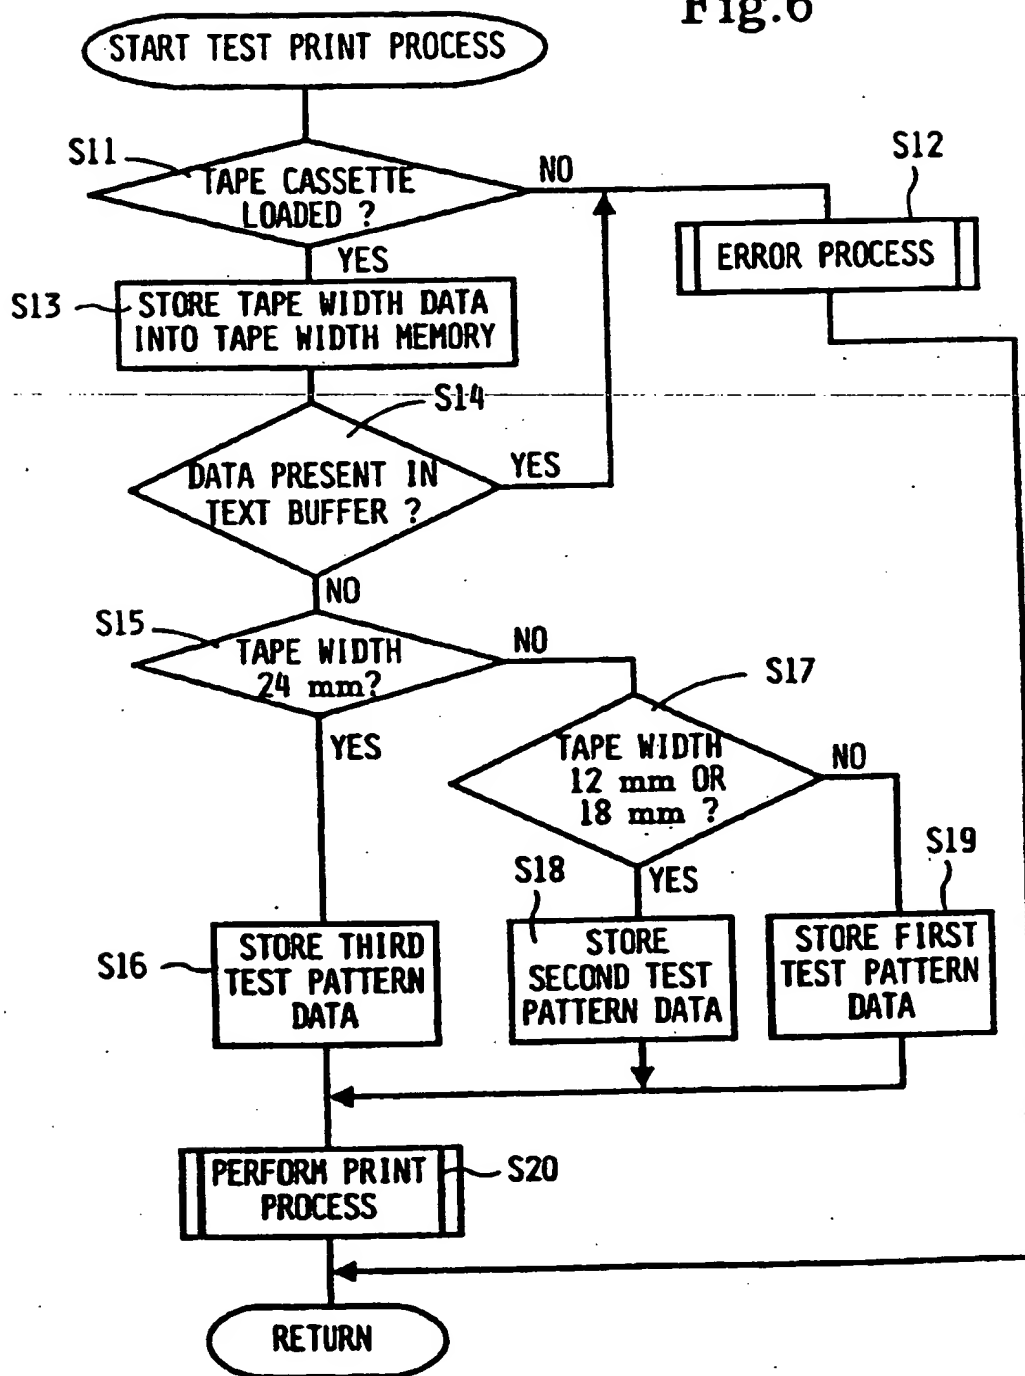 Fig.6
START TEST PRINT PROCESS
S11
TAPE CASSETTE
LOADED ?
NO
YES
S12
ERROR PROCESS
S13
STORE TAPE WIDTH DATA
INTO TAPE WIDTH MEMORY
S14
DATA PRESENT IN
TEXT BUFFER ?
YES
NO
S15
TAPE WIDTH
24 mm?
NO
YES
S17
TAPE WIDTH
12 mm OR
18 mm ?
NO
YES
S16
STORE THIRD
TEST PATTERN
DATA
S18
STORE
SECOND TEST
PATTERN DATA
S19
STORE FIRST
TEST PATTERN
DATA
PERFORM PRINT
PROCESS
S20
RETURN